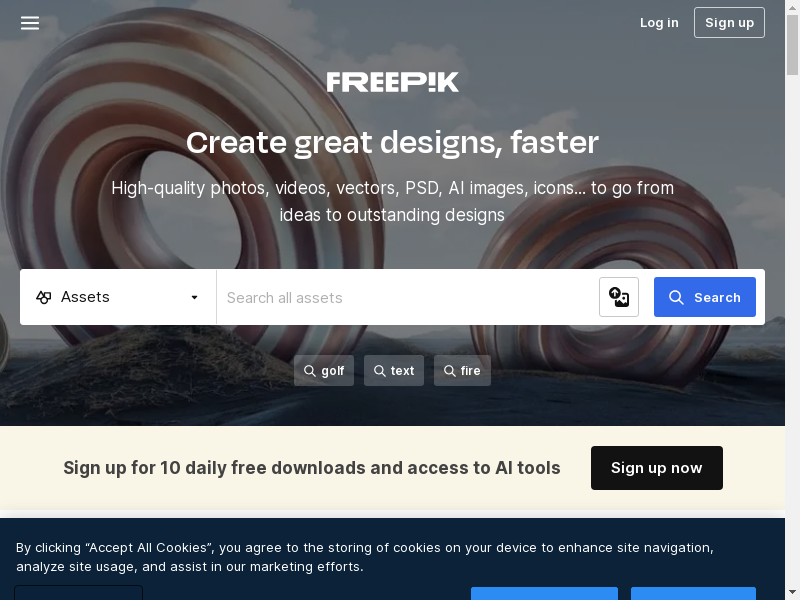 Log in
Sign up
FREEPIK
Create great designs, faster
High-quality photos, videos, vectors, PSD, AI images, icons... to go from
ideas to outstanding designs
Assets
Search all assets
Search
golf
text
fire
Sign up for 10 daily free downloads and access to AI tools
Sign up now
By clicking “Accept All Cookies”, you agree to the storing of cookies on your device to enhance site navigation,
analyze site usage, and assist in our marketing efforts.